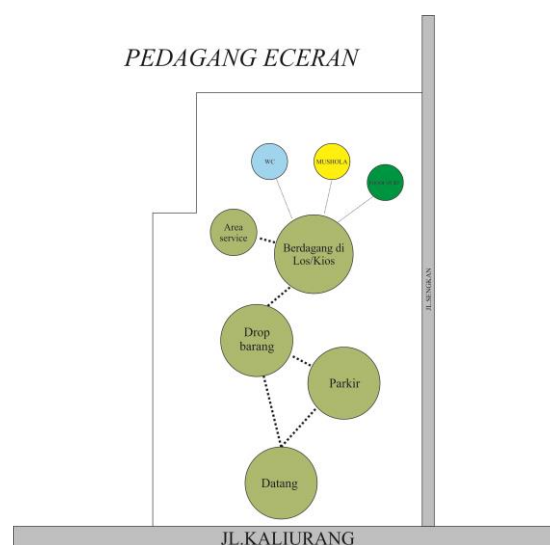 PEDAGANG ECERAN
WC
MUSHOLA
Area
service
Berdagang di
Los/Kios
JL.SENGKAN
Drop
barang
Parkir
Datang
JL.KALIURANG